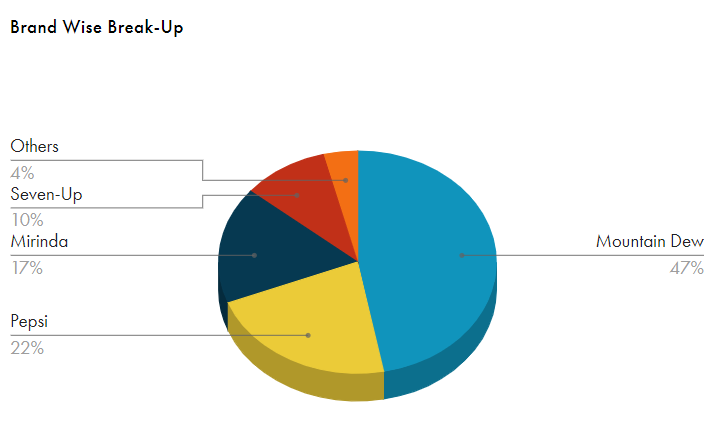 Brand Wise Break-Up
Others
4%
Seven-Up
10%
Mirinda
17%
Pepsi
22%
Mountain Dew
47%